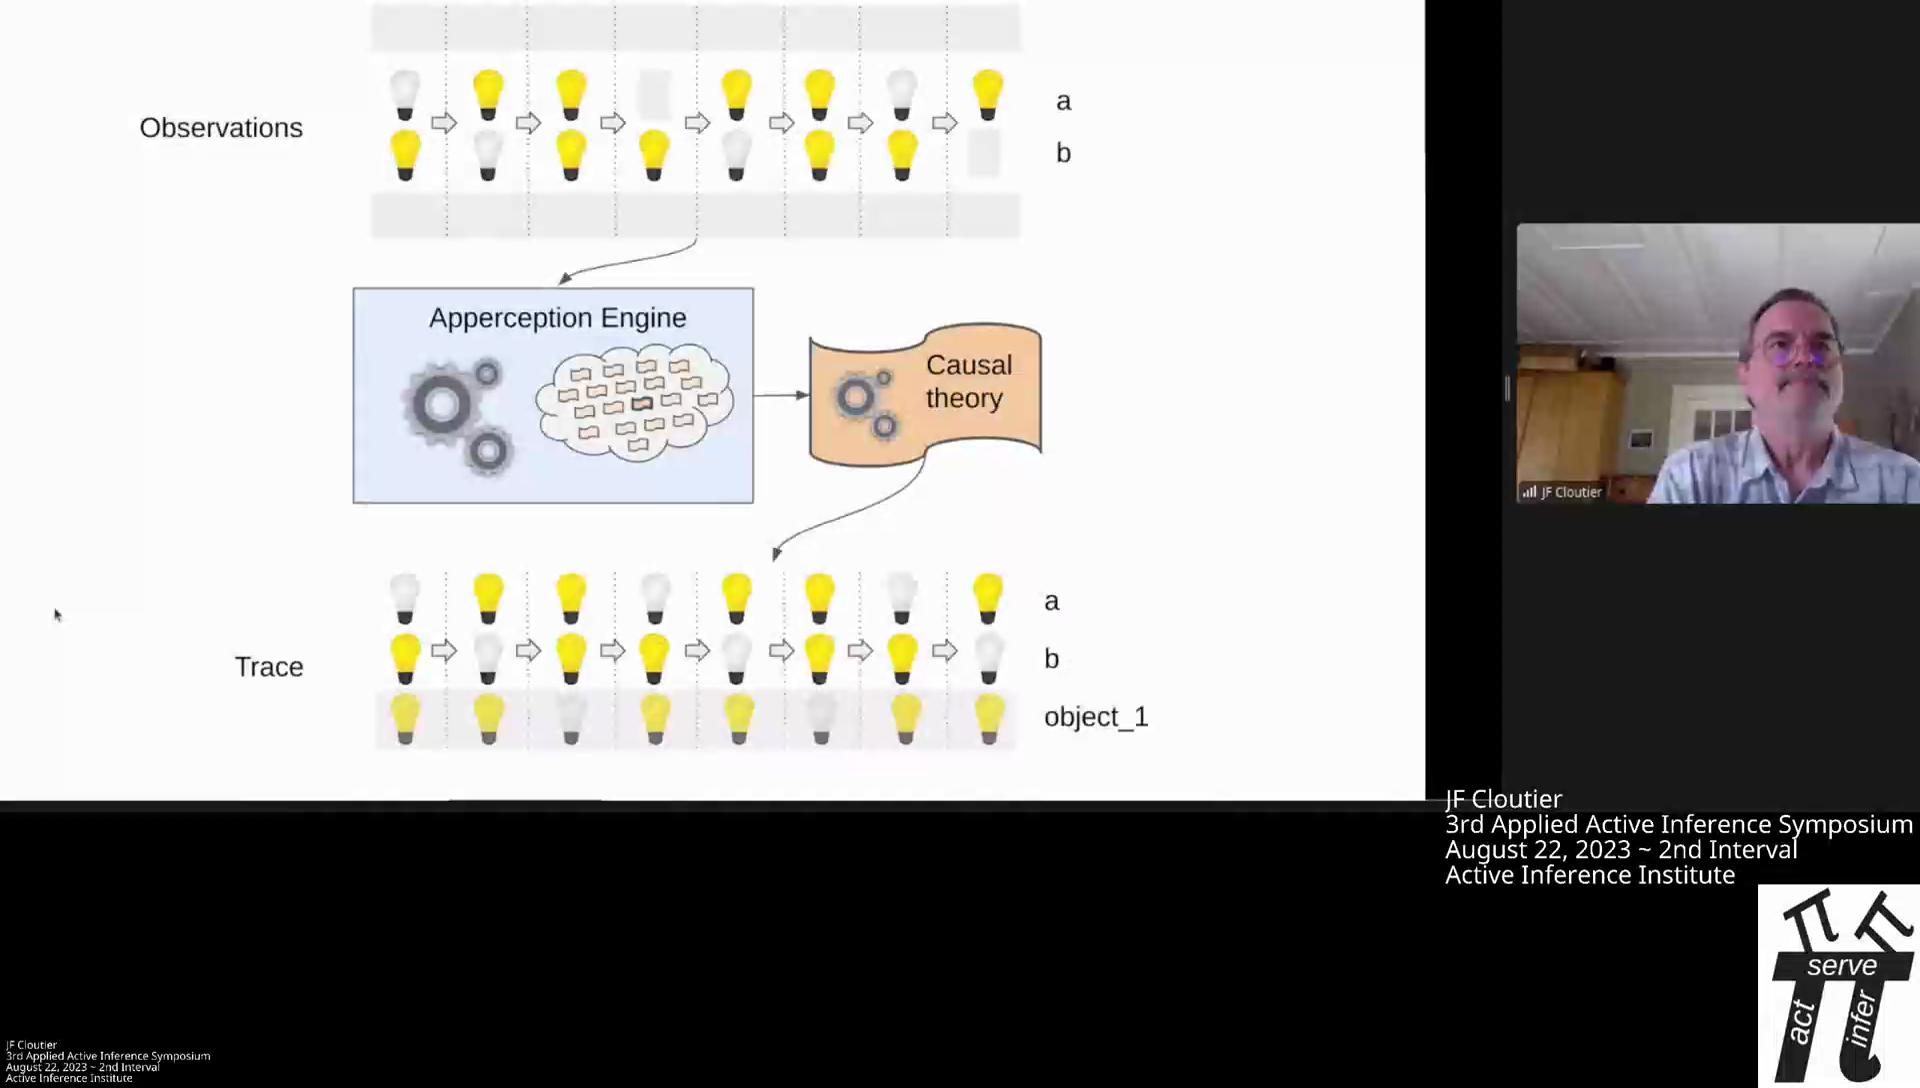 Observations
a
b
Apperception Engine
Causal
theory
Trace
a
b
object_1
JF Cloutier
JF Cloutier
3rd Applied Active Inference Symposium
August 22, 2023 ~ 2nd Interval
Active Inference Institute
serve
act
infer
JF Cloutier
3rd Applied Active Inference Symposium
August 22, 2023 ~ 2nd Interval
Active Inference Institute